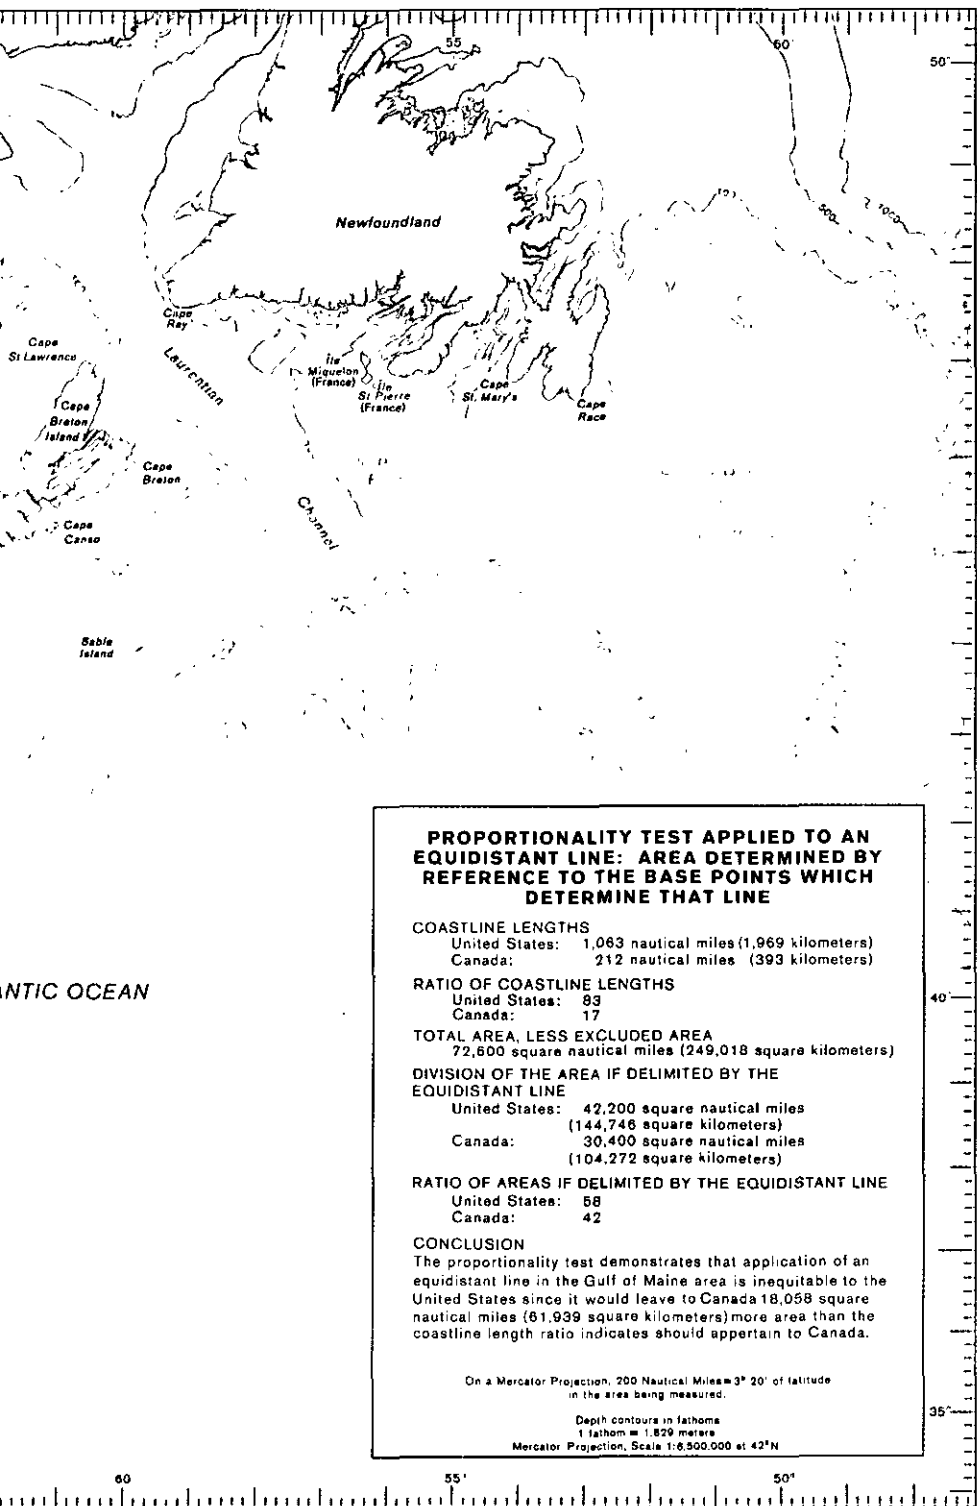 55
60
50°
Newfoundland
500
1000
Cape
Ray
Cape
St Lawrence
Laurentian
Île
Miquelon
(France)
Île
St Pierre
(France)
Cape
St. Mary's
Cape
Race
Cape
Breton
Island
Cape
Breton
Channel
Cape
Canso
Sable
Island
ANTIC OCEAN
40°
PROPORTIONALITY TEST APPLIED TO AN
EQUIDISTANT LINE: AREA DETERMINED BY
REFERENCE TO THE BASE POINTS WHICH
DETERMINE THAT LINE
COASTLINE LENGTHS
United States: 1,063 nautical miles (1,969 kilometers)
Canada: 212 nautical miles (393 kilometers)
RATIO OF COASTLINE LENGTHS
United States: 83
Canada: 17
TOTAL AREA, LESS EXCLUDED AREA
72,600 square nautical miles (249,018 square kilometers)
DIVISION OF THE AREA IF DELIMITED BY THE
EQUIDISTANT LINE
United States: 42,200 square nautical miles
(144,746 square kilometers)
Canada: 30,400 square nautical miles
(104,272 square kilometers)
RATIO OF AREAS IF DELIMITED BY THE EQUIDISTANT LINE
United States: 58
Canada: 42
CONCLUSION
The proportionality test demonstrates that application of an
equidistant line in the Gulf of Maine area is inequitable to the
United States since it would leave to Canada 18,058 square
nautical miles (61,939 square kilometers) more area than the
coastline length ratio indicates should appertain to Canada.
On a Mercator Projection, 200 Nautical Miles = 3° 20' of latitude
in the area being measured.
Depth contours in fathoms
1 fathom = 1.829 meters
Mercator Projection, Scale 1:6,500,000 at 42°N
35°
60
55°
50°